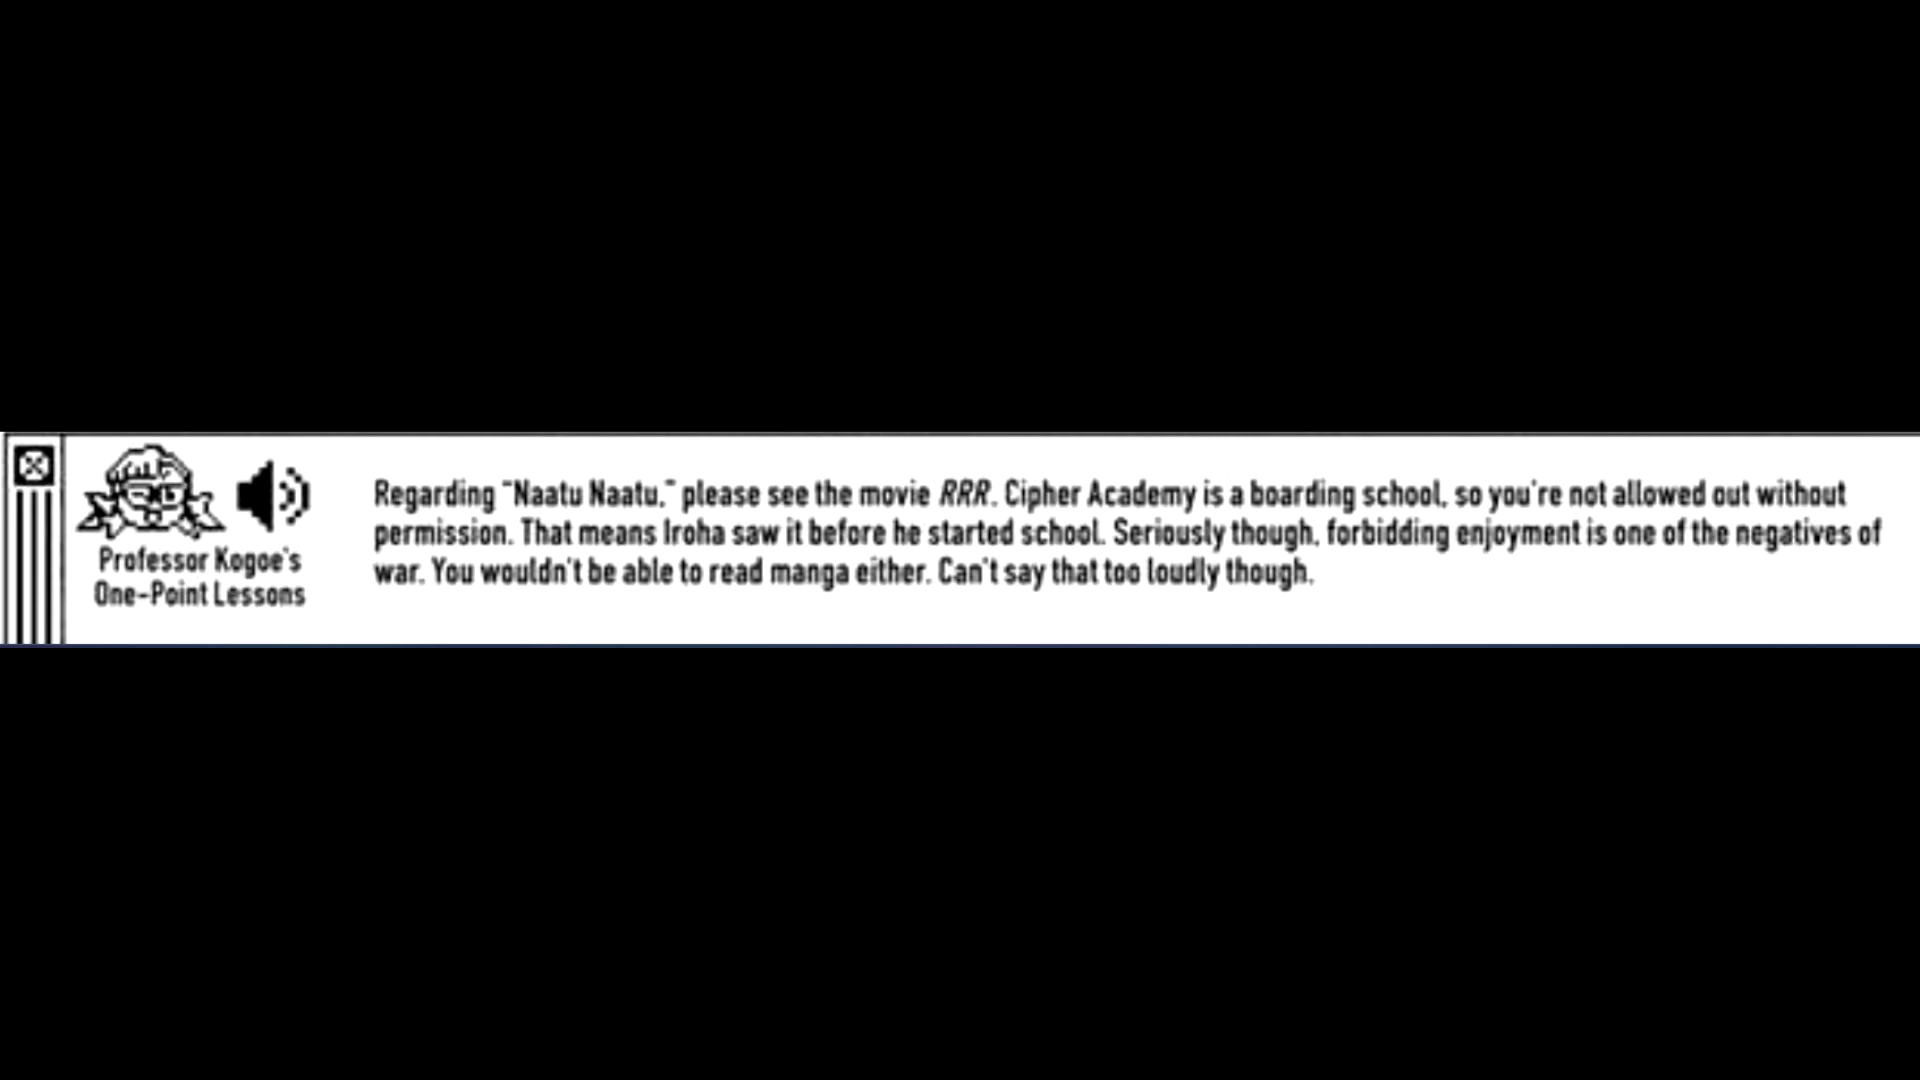 Professor Kogoe's
One-Point Lessons
Regarding "Naatu Naatu," please see the movie RRR. Cipher Academy is a boarding school, so you're not allowed out without
permission. That means Iroha saw it before he started school. Seriously though, forbidding enjoyment is one of the negatives of
war. You wouldn't be able to read manga either. Can't say that too loudly though.